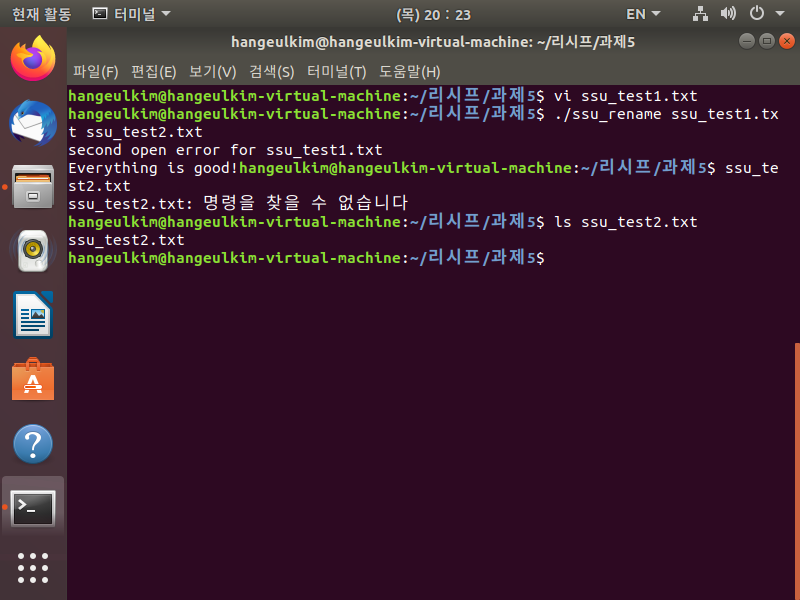 현재 활동 터미널 (목) 20 : 23 EN
hangeulkim@hangeulkim-virtual-machine: ~/리시프/과제5
파일(F) 편집(E) 보기(V) 검색(S) 터미널(T) 도움말(H)
hangeulkim@hangeulkim-virtual-machine:~/리시프/과제5$ vi ssu_test1.txt
hangeulkim@hangeulkim-virtual-machine:~/리시프/과제5$ ./ssu_rename ssu_test1.tx
t ssu_test2.txt
second open error for ssu_test1.txt
Everything is good!hangeulkim@hangeulkim-virtual-machine:~/리시프/과제5$ ssu_te
st2.txt
ssu_test2.txt: 명령을 찾을 수 없습니다
hangeulkim@hangeulkim-virtual-machine:~/리시프/과제5$ ls ssu_test2.txt
ssu_test2.txt
hangeulkim@hangeulkim-virtual-machine:~/리시프/과제5$